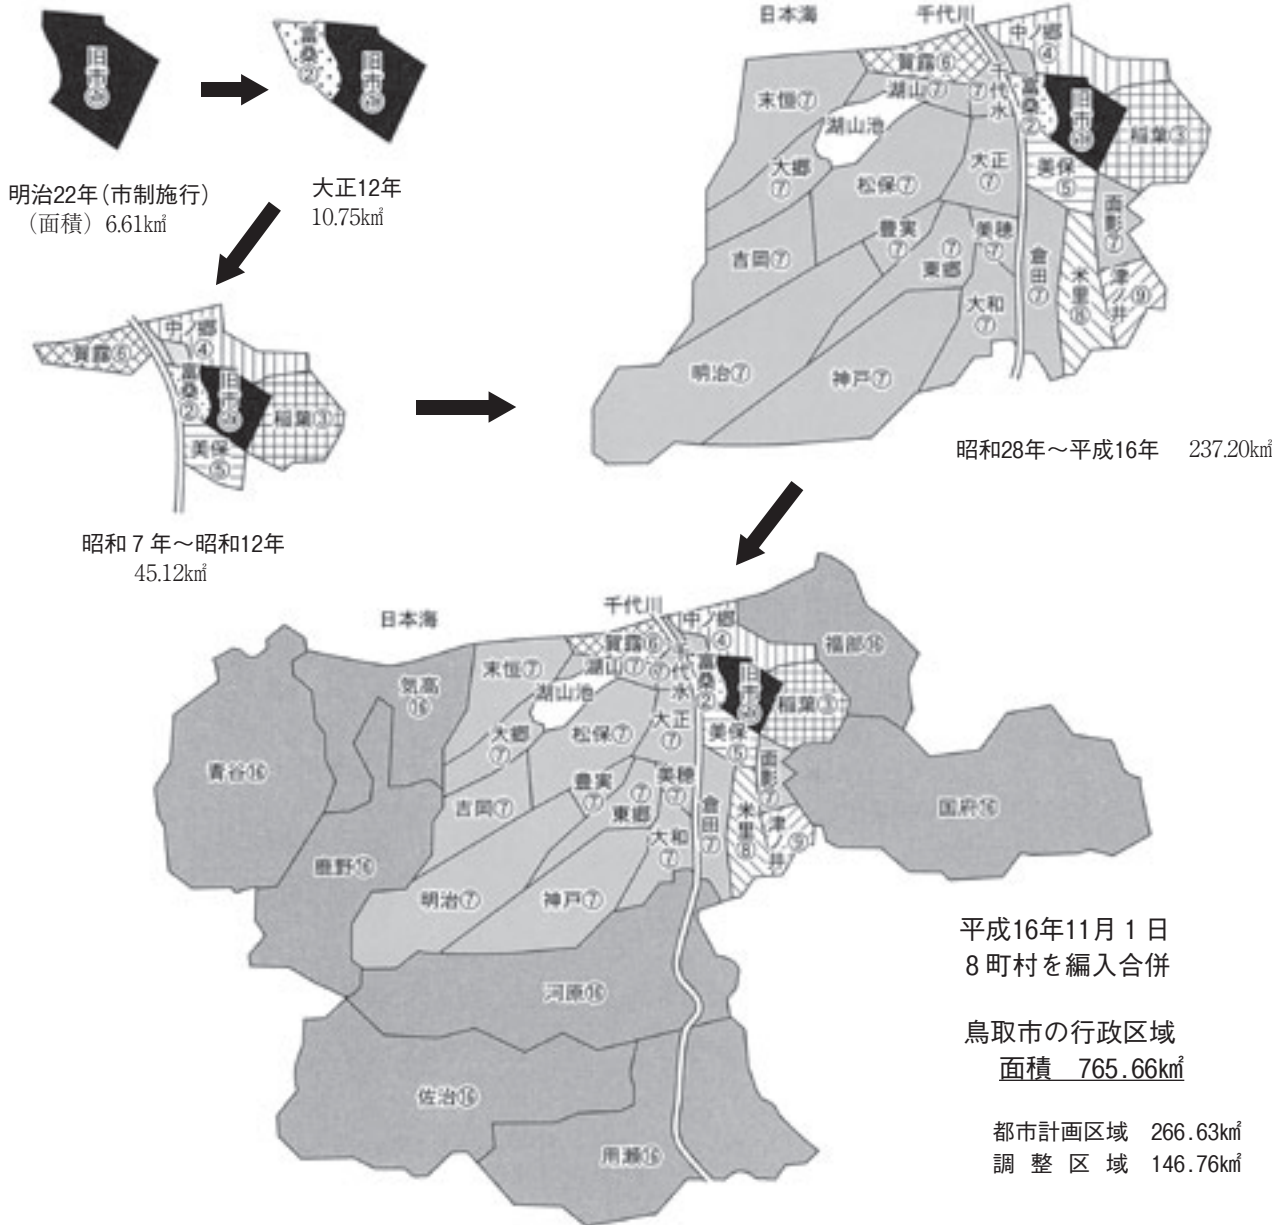 旧市①
富桑②
旧市①
明治22年(市制施行)
(面積) 6.61km²
大正12年
10.75km²
賀露⑥
中ノ郷④
富桑②
旧市①
稲葉③
美保⑤
昭和7年～昭和12年
45.12km²
日本海
千代川
中ノ郷④
賀露⑥
末恒⑦
湖山⑦
千代水⑦
富桑②
旧市①
稲葉③
湖山池
大郷⑦
松保⑦
大正⑦
美保⑤
面影⑦
吉岡⑦
豊実⑦
東郷⑦
美穂⑦
倉田⑦
米里⑧
津ノ井⑨
大和⑦
明治⑦
神戸⑦
昭和28年～平成16年 237.20km²
日本海
千代川
中ノ郷④
賀露⑥
福部⑯
末恒⑦
湖山⑦
千代水⑦
富桑②
旧市①
稲葉③
気高⑯
湖山池
大郷⑦
松保⑦
大正⑦
美保⑤
面影⑦
青谷⑯
吉岡⑦
豊実⑦
東郷⑦
美穂⑦
倉田⑦
米里⑧
津ノ井⑨
国府⑯
大和⑦
鹿野⑯
明治⑦
神戸⑦
河原⑯
佐治⑯
用瀬⑯
平成16年11月1日
8町村を編入合併
鳥取市の行政区域
面積 765.66km²
都市計画区域 266.63km²
調整区域 146.76km²